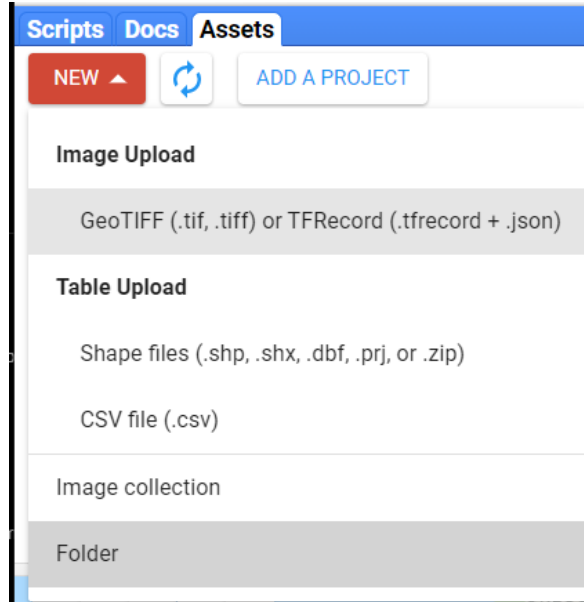 Scripts Docs Assets
NEW ADD A PROJECT
Image Upload
GeoTIFF (.tif, .tiff) or TFRecord (.tfrecord + .json)
Table Upload
Shape files (.shp, .shx, .dbf, .prj, or .zip)
CSV file (.csv)
Image collection
Folder